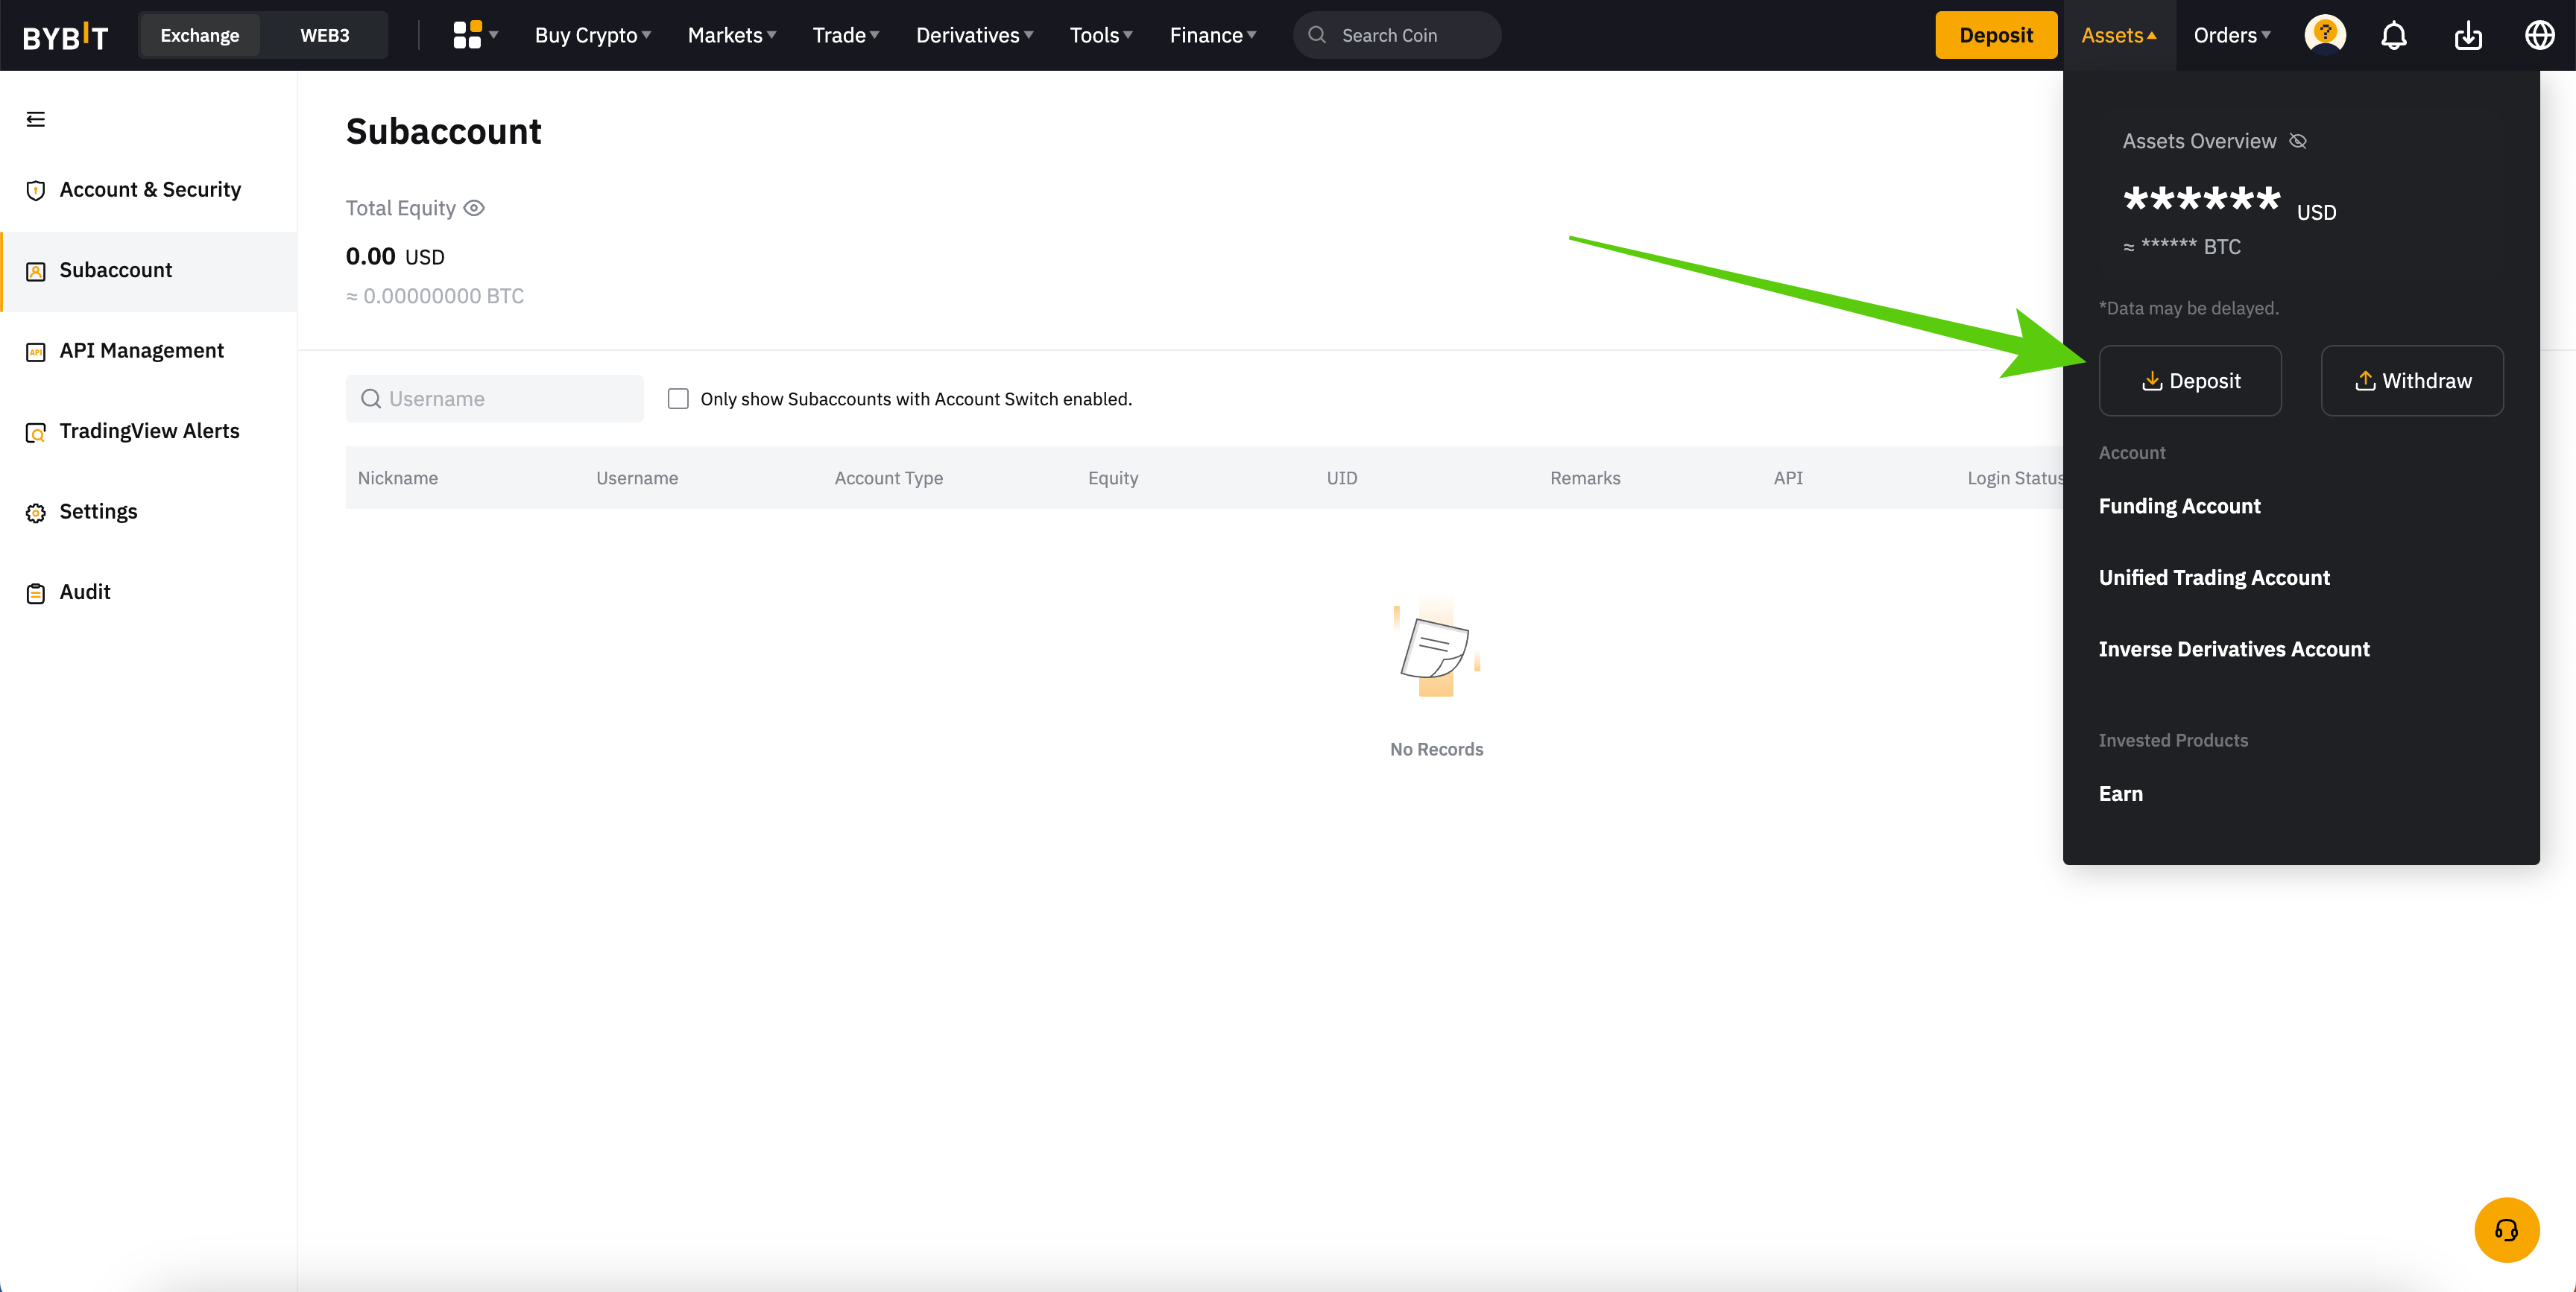 BYBIT Exchange WEB3 Buy Crypto Markets Trade Derivatives Tools Finance Search Coin Deposit Assets Orders
Account & Security
Subaccount
API Management
TradingView Alerts
Settings
Audit
Subaccount
Total Equity
0.00 USD
≈ 0.00000000 BTC
Username Only show Subaccounts with Account Switch enabled.
Nickname Username Account Type Equity UID Remarks API Login Status
No Records
Assets Overview
****** USD
≈ ****** BTC
*Data may be delayed.
Deposit Withdraw
Account
Funding Account
Unified Trading Account
Inverse Derivatives Account
Invested Products
Earn